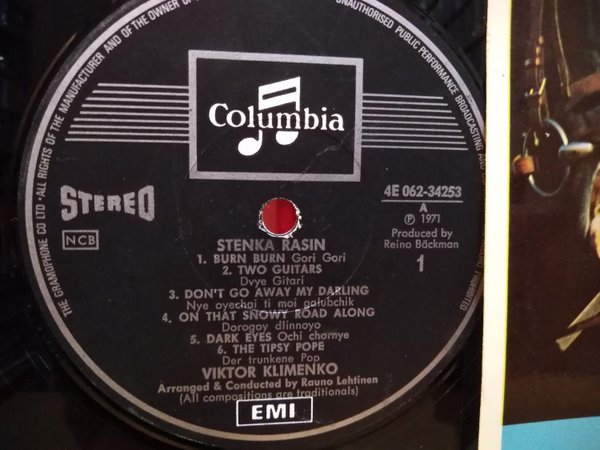 THE GRAMOPHONE CO LTD · ALL RIGHTS OF THE MANUFACTURER AND OF THE OWNER OF
UNAUTHORISED PUBLIC PERFORMANCE BROADCASTING AND
PROHIBITED
Columbia
STEREO
NCB
4E 062-34253
A
Ⓟ 1971
Produced by
Reino Bäckman
1
STENKA RASIN
1. BURN BURN Gori Gori
2. TWO GUITARS
Dvye Gitari
3. DON'T GO AWAY MY DARLING
Nye oyechai ti moi galubchik
4. ON THAT SNOWY ROAD ALONG
Dorogoy dlinnoyo
5. DARK EYES Ochi chornye
6. THE TIPSY POPE
Der trunkene Pop
VIKTOR KLIMENKO
Arranged & Conducted by Rauno Lehtinen
(All compositions are traditionals)
EMI